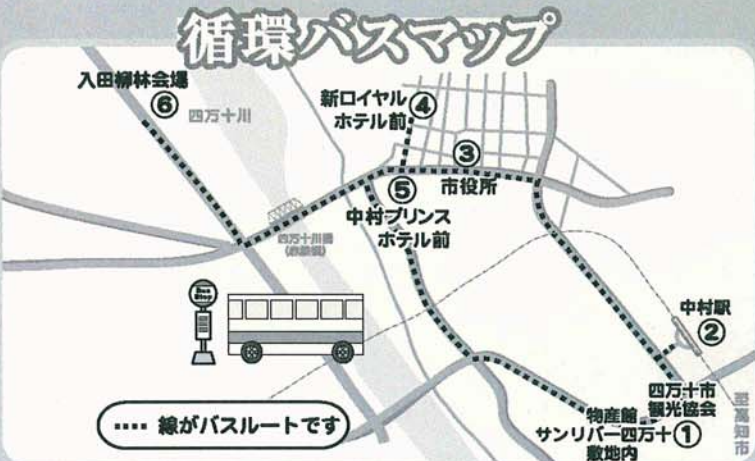 循環バスマップ
入田柳林会場
⑥
四万十川
新ロイヤル
ホテル前
④
③
市役所
⑤
中村プリンス
ホテル前
四万十川橋
(赤鉄橋)
Bus
Stop
中村駅
②
四万十市
観光協会
物産館
サンリバー四万十
敷地内
①
至高知市
線がバスルートです